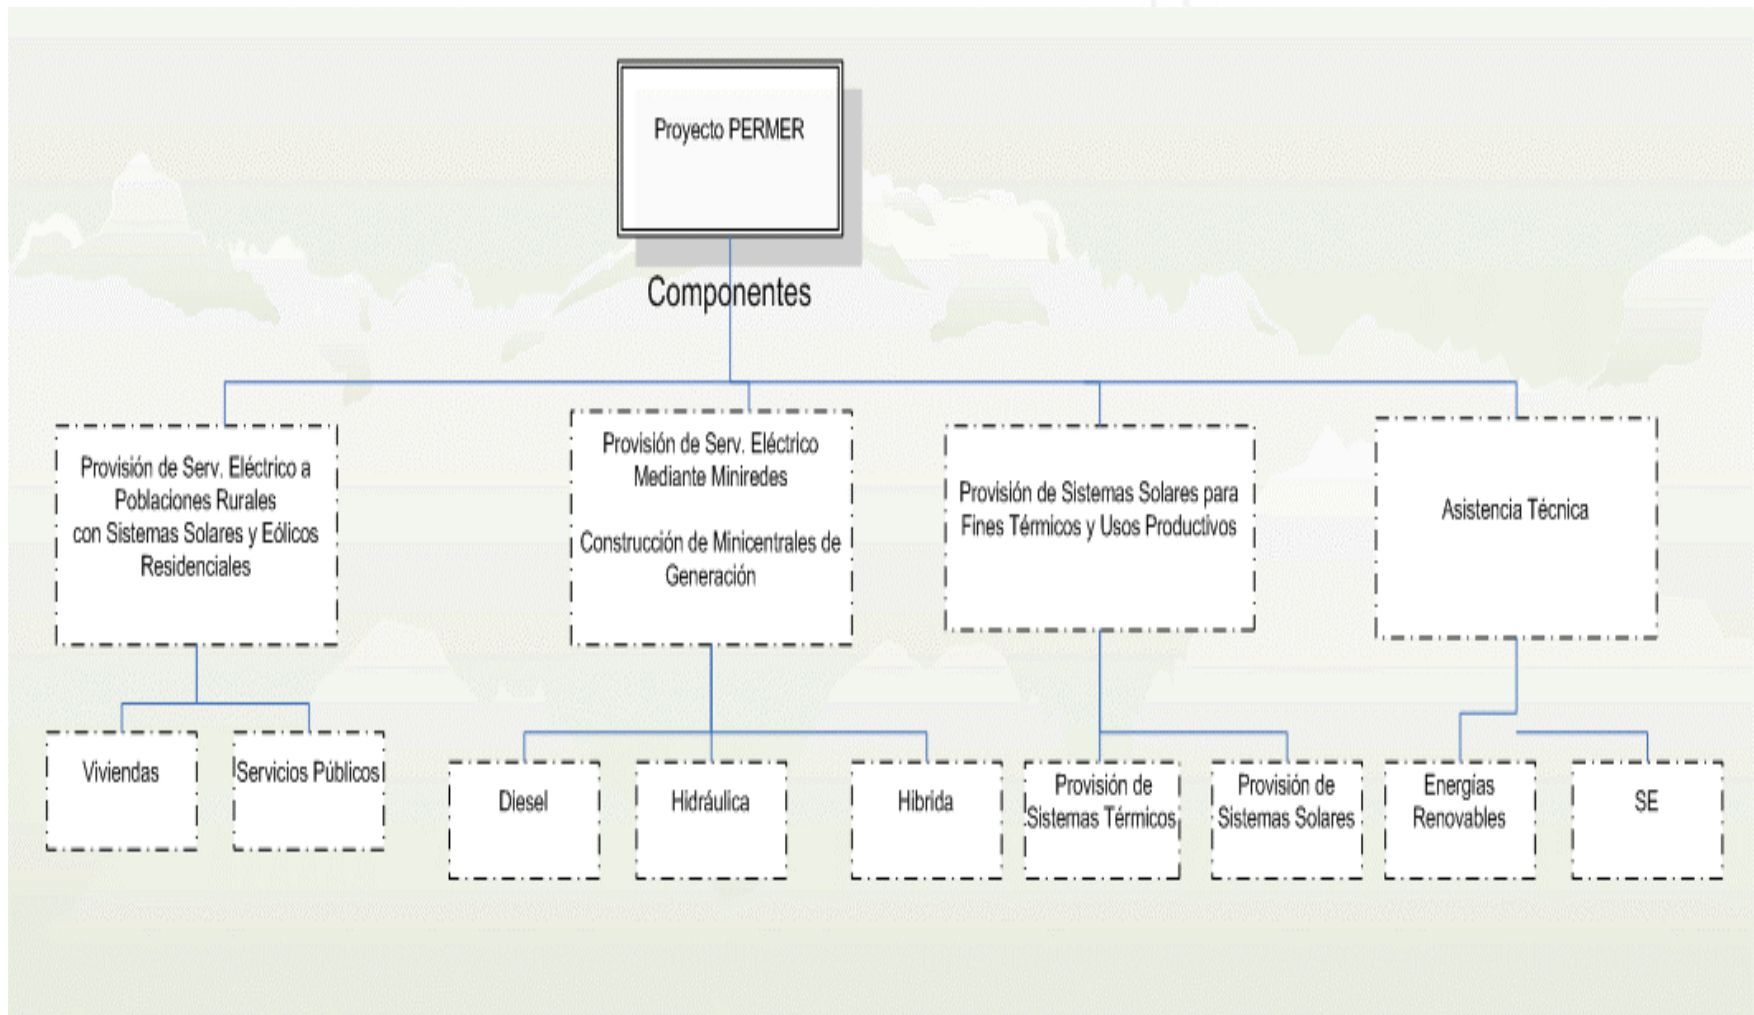 Proyecto PERMER
Componentes
Provisión de Serv. Eléctrico a
Poblaciones Rurales
con Sistemas Solares y Eólicos
Residenciales
Provisión de Serv. Eléctrico
Mediante Miniredes
Construcción de Minicentrales de
Generación
Provisión de Sistemas Solares para
Fines Térmicos y Usos Productivos
Asistencia Técnica
Viviendas
Servicios Públicos
Diesel
Hidráulica
Hibrida
Provisión de
Sistemas Térmicos
Provisión de
Sistemas Solares
Energías
Renovables
SE